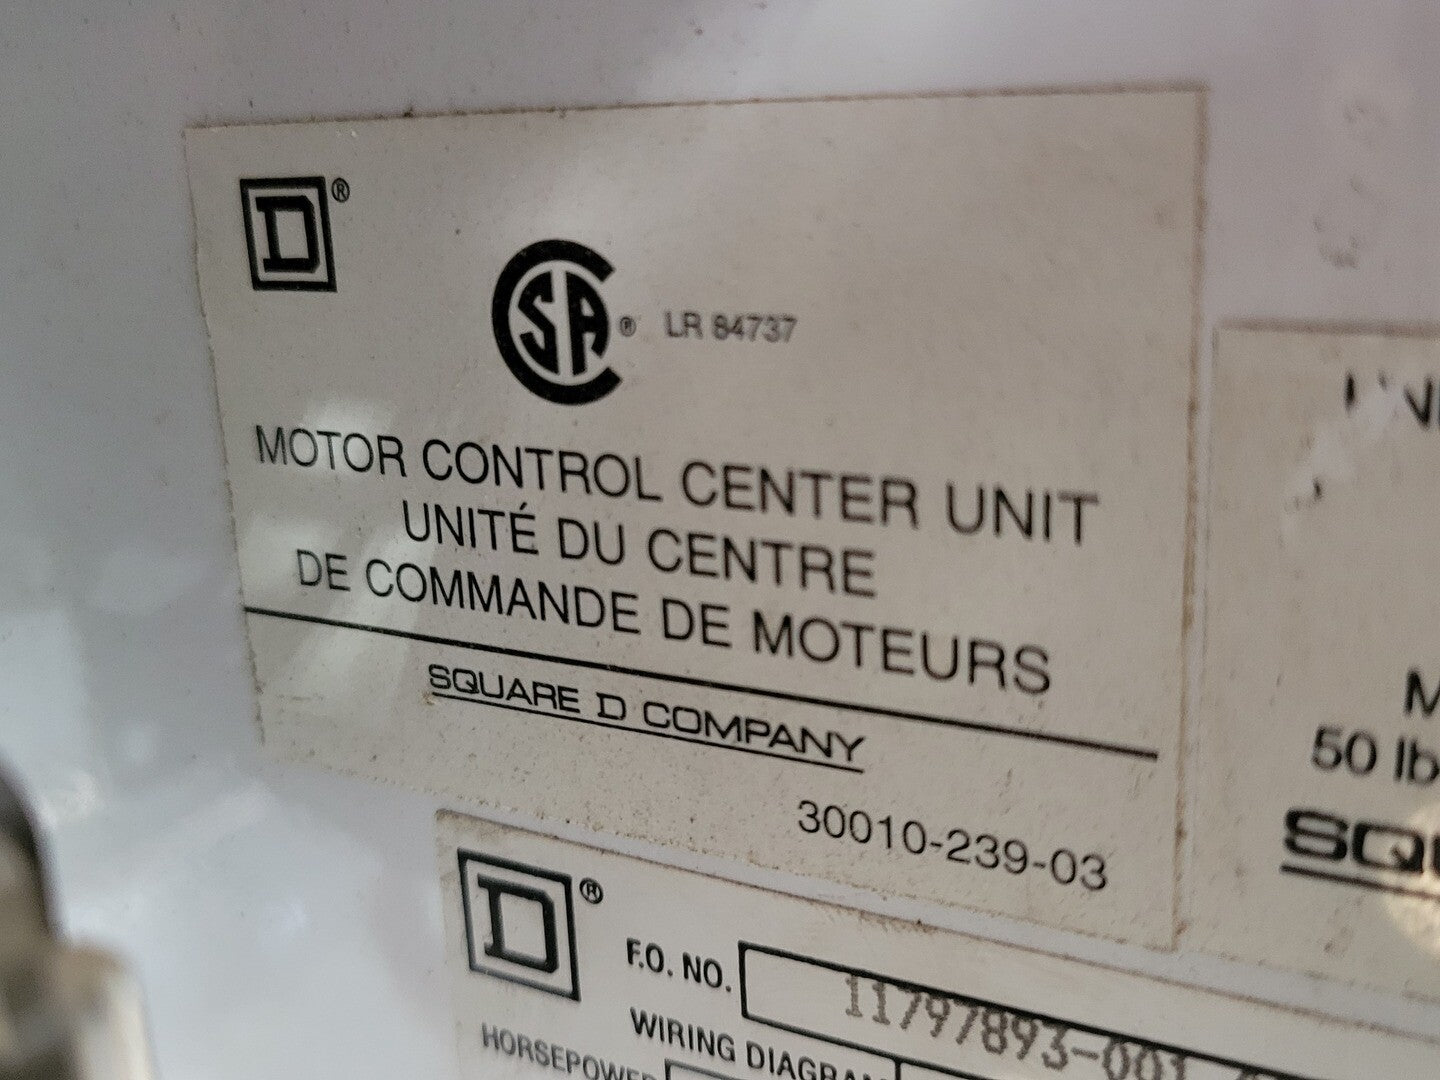 D®
CSA® LR 84737
MOTOR CONTROL CENTER UNIT
UNITÉ DU CENTRE
DE COMMANDE DE MOTEURS
SQUARE D COMPANY
30010-239-03
50 lb
D®
F.O. NO. 11797893-001
WIRING DIAGRAM
HORSEPOWER